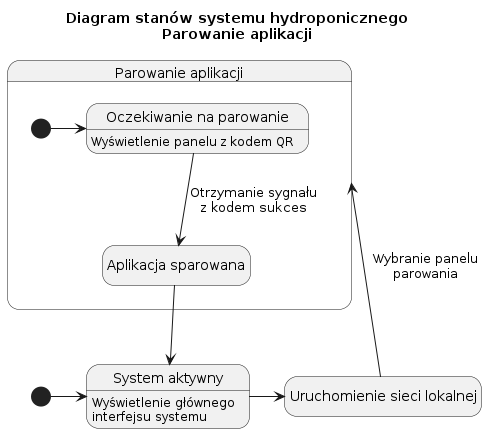 Diagram stanów systemu hydroponicznego
Parowanie aplikacji
Parowanie aplikacji
Oczekiwanie na parowanie
Wyświetlenie panelu z kodem QR
Otrzymanie sygnału
z kodem sukces
Aplikacja sparowana
Wybranie panelu
parowania
System aktywny
Wyświetlenie głównego
interfejsu systemu
Uruchomienie sieci lokalnej